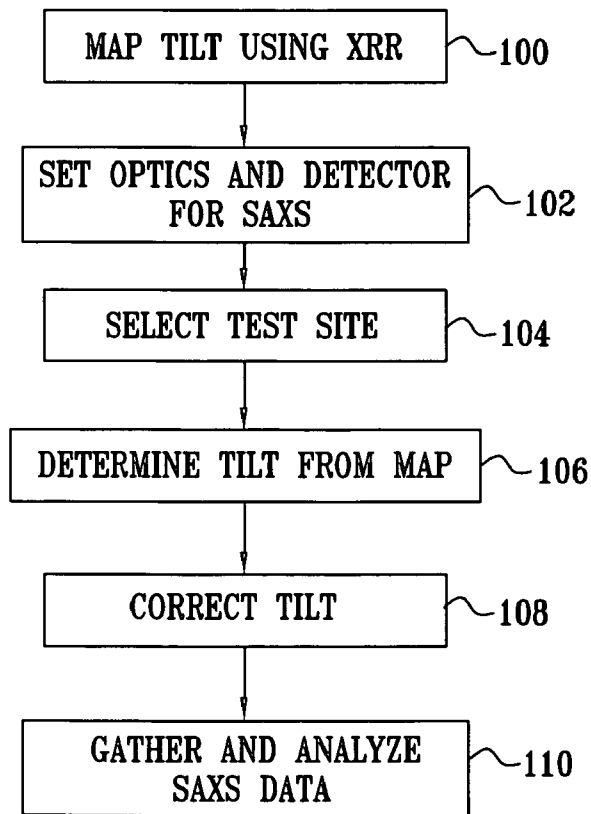 MAP TILT USING XRR
100
SET OPTICS AND DETECTOR
FOR SAXS
102
SELECT TEST SITE
104
DETERMINE TILT FROM MAP
106
CORRECT TILT
108
GATHER AND ANALYZE
SAXS DATA
110